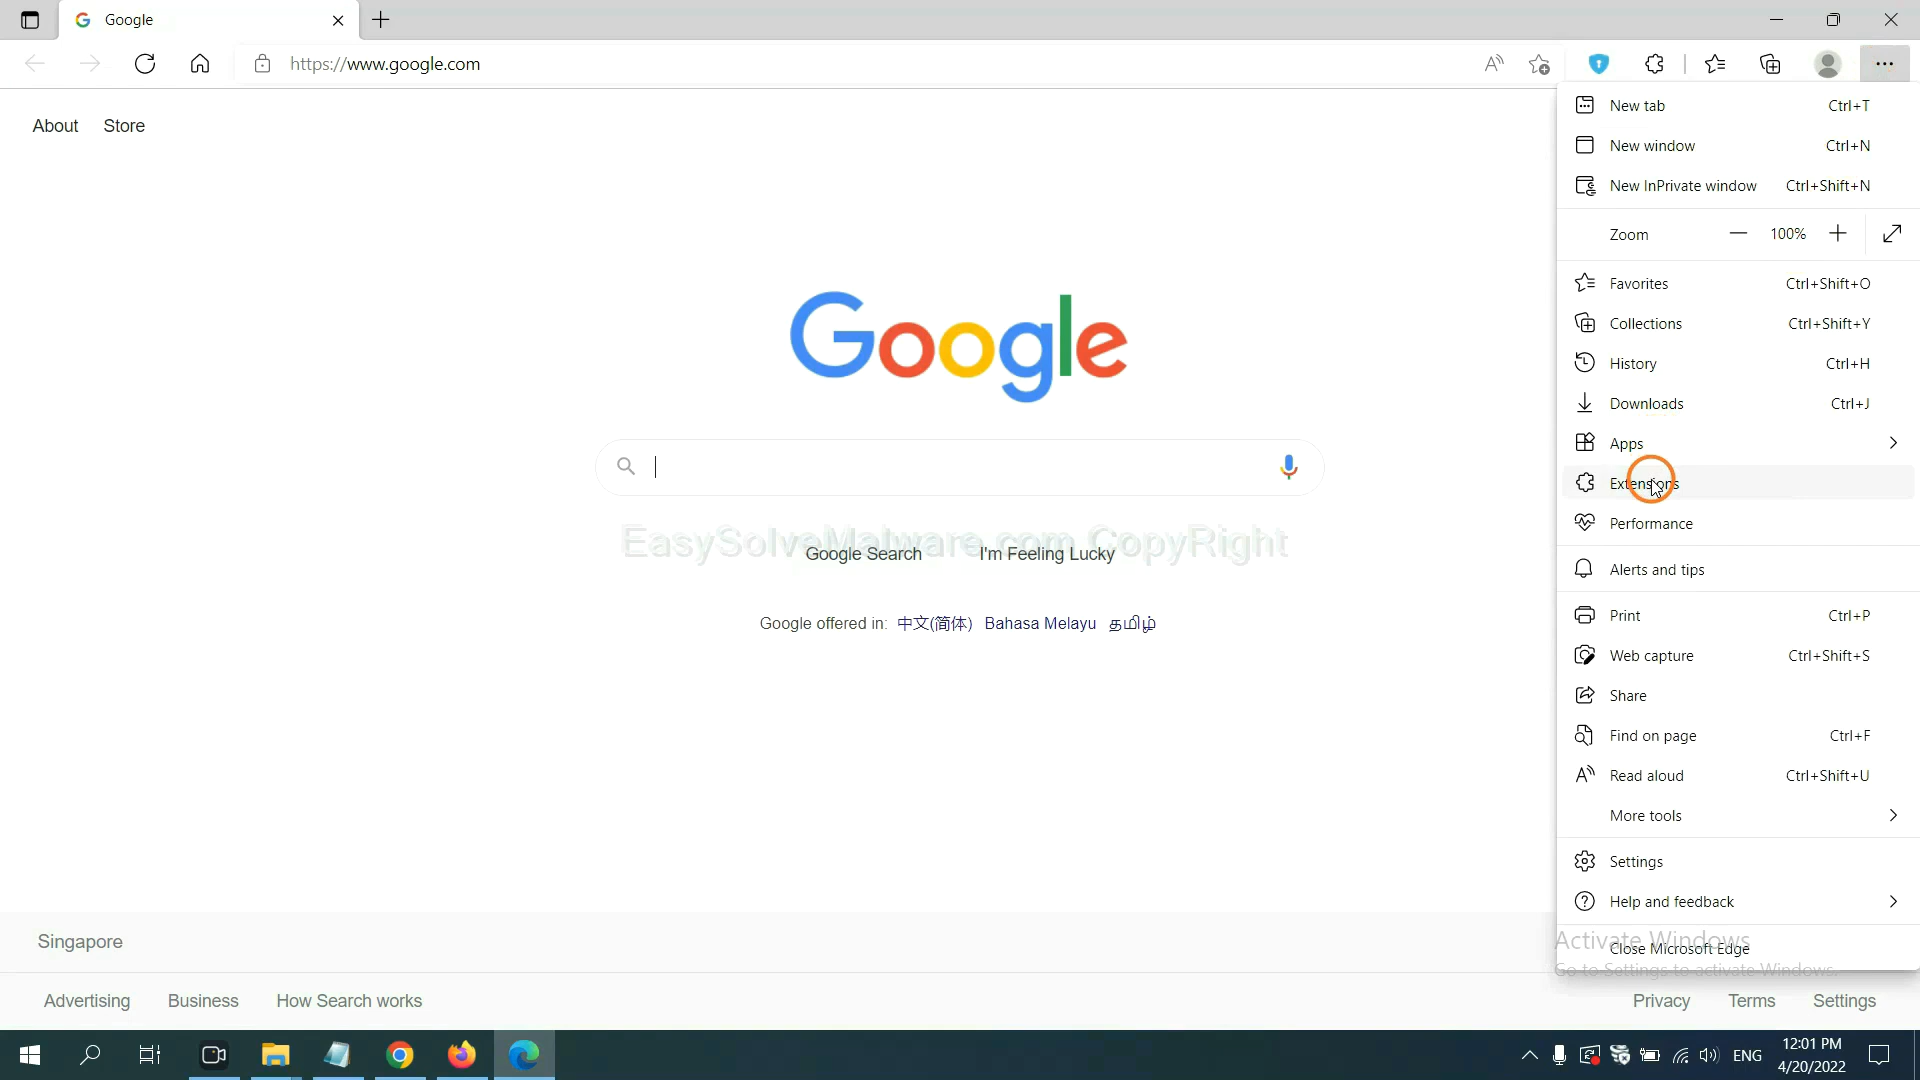 Google
https://www.google.com
About Store
New tab Ctrl+T
New window Ctrl+N
New InPrivate window Ctrl+Shift+N
Zoom 100%
Favorites Ctrl+Shift+O
Collections Ctrl+Shift+Y
History Ctrl+H
Downloads Ctrl+J
Apps
Extensions
Performance
Alerts and tips
Print Ctrl+P
Web capture Ctrl+Shift+S
Share
Find on page Ctrl+F
Read aloud Ctrl+Shift+U
More tools
Settings
Help and feedback
Close Microsoft Edge
Google
EasySolveMalware.com CopyRight
Google Search I'm Feeling Lucky
Google offered in: 中文(简体) Bahasa Melayu தமிழ்
Activate Windows
Go to Settings to activate Windows.
Singapore
Advertising Business How Search works Privacy Terms Settings
ENG
12:01 PM
4/20/2022